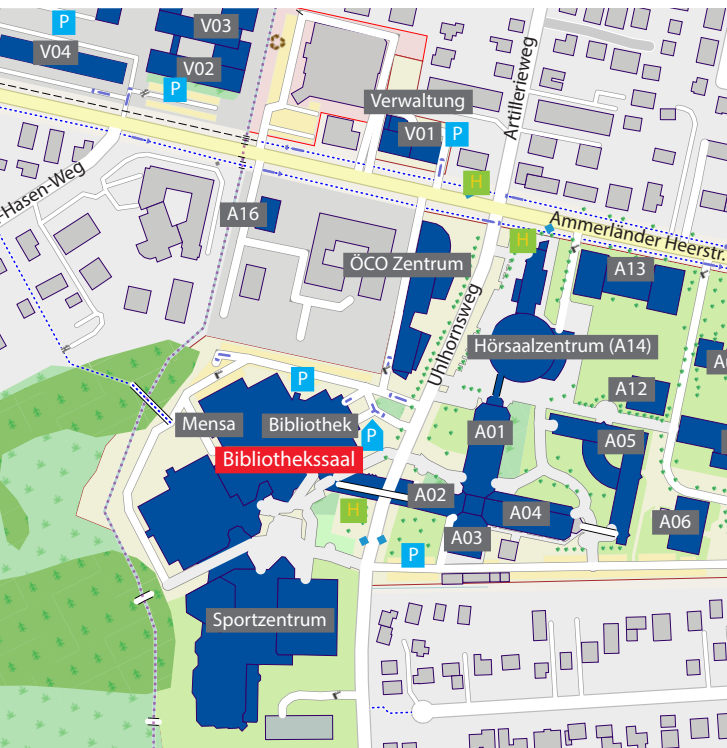 P
V03
V04
V02
P
Verwaltung
V01
P
Artillerieweg
-Hasen-Weg
H
A16
Ammerländer Heerstr.
H
ÖCO Zentrum
A13
Uhlhornsweg
Hörsaalzentrum (A14)
P
A12
Mensa
Bibliothek
P
A01
A05
Bibliothekssaal
A02
H
A04
A06
A03
P
Sportzentrum